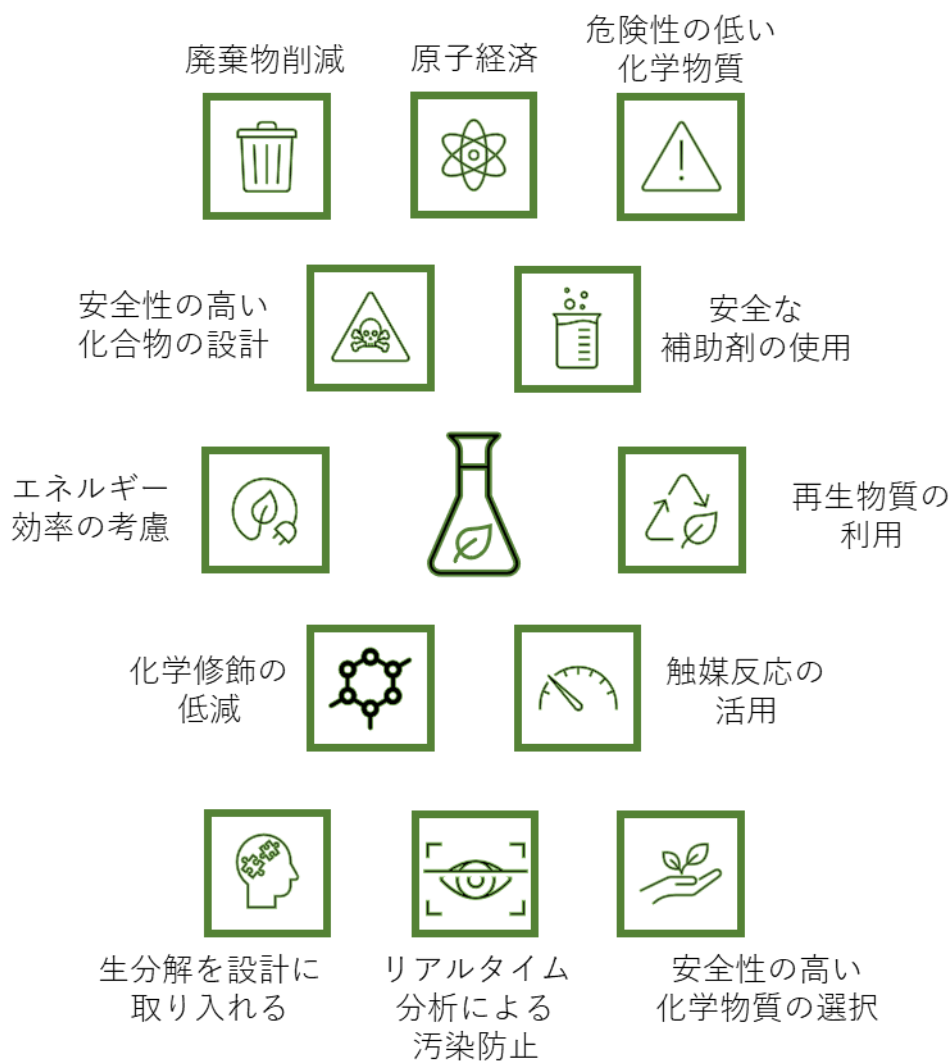 廃棄物削減
原子経済
危険性の低い
化学物質
安全性の高い
化合物の設計
安全な
補助剤の使用
エネルギー
効率の考慮
再生物質の
利用
化学修飾の
低減
触媒反応の
活用
生分解を設計に
取り入れる
リアルタイム
分析による
汚染防止
安全性の高い
化学物質の選択